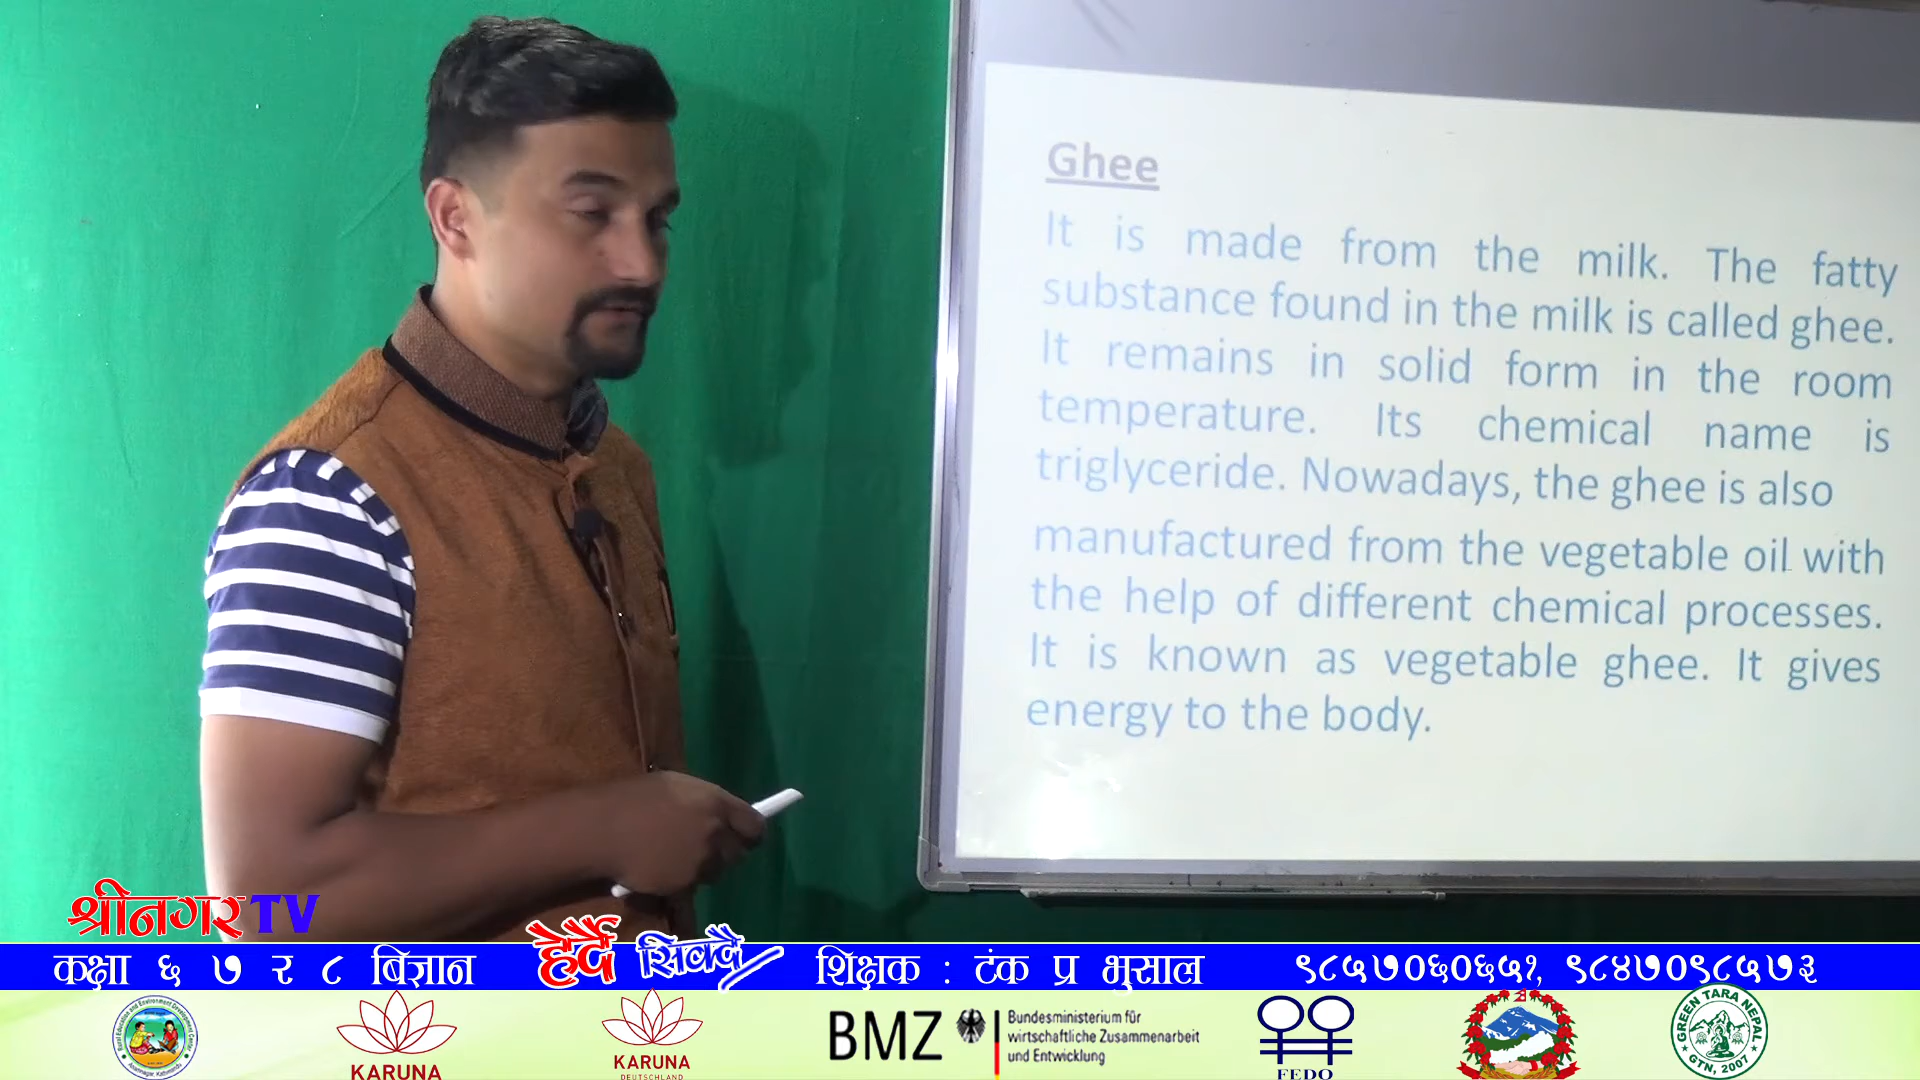 Ghee
It is made from the milk. The fatty
substance found in the milk is called ghee.
It remains in solid form in the room
temperature. Its chemical name is
triglyceride. Nowadays, the ghee is also
manufactured from the vegetable oil with
the help of different chemical processes.
It is known as vegetable ghee. It gives
energy to the body.
श्रीनगर TV
कक्षा ६ ७ र ८ बिज्ञान
हेर्दै सिक्दै
शिक्षक : टंक प्र भुसाल
९८५७०६०६५१, ९८४७०९८५७३
KARUNA
KARUNA
DEUTSCHLAND
BMZ
Bundesministerium für
wirtschaftliche Zusammenarbeit
und Entwicklung
FEDO
GREEN TARA NEPAL
GTN, 2007